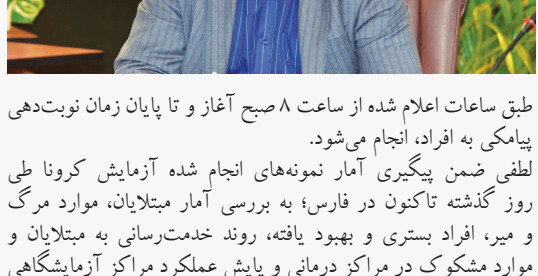 طبق ساعات اعلام شده از ساعت ۸ صبح آغاز و تا پایان زمان نوبت‌دهی
پیامکی به افراد، انجام می‌شود.
لطفی ضمن پیگیری آمار نمونه‌های انجام شده آزمایش کرونا طی
روز گذشته تاکنون در فارس؛ به بررسی آمار مبتلایان، موارد مرگ
و میر، افراد بستری و بهبود یافته، روند خدمت‌رسانی به مبتلایان و
موارد مشکوک در مراکز درمانی و پایش عملکرد مراکز آزمایشگاهی